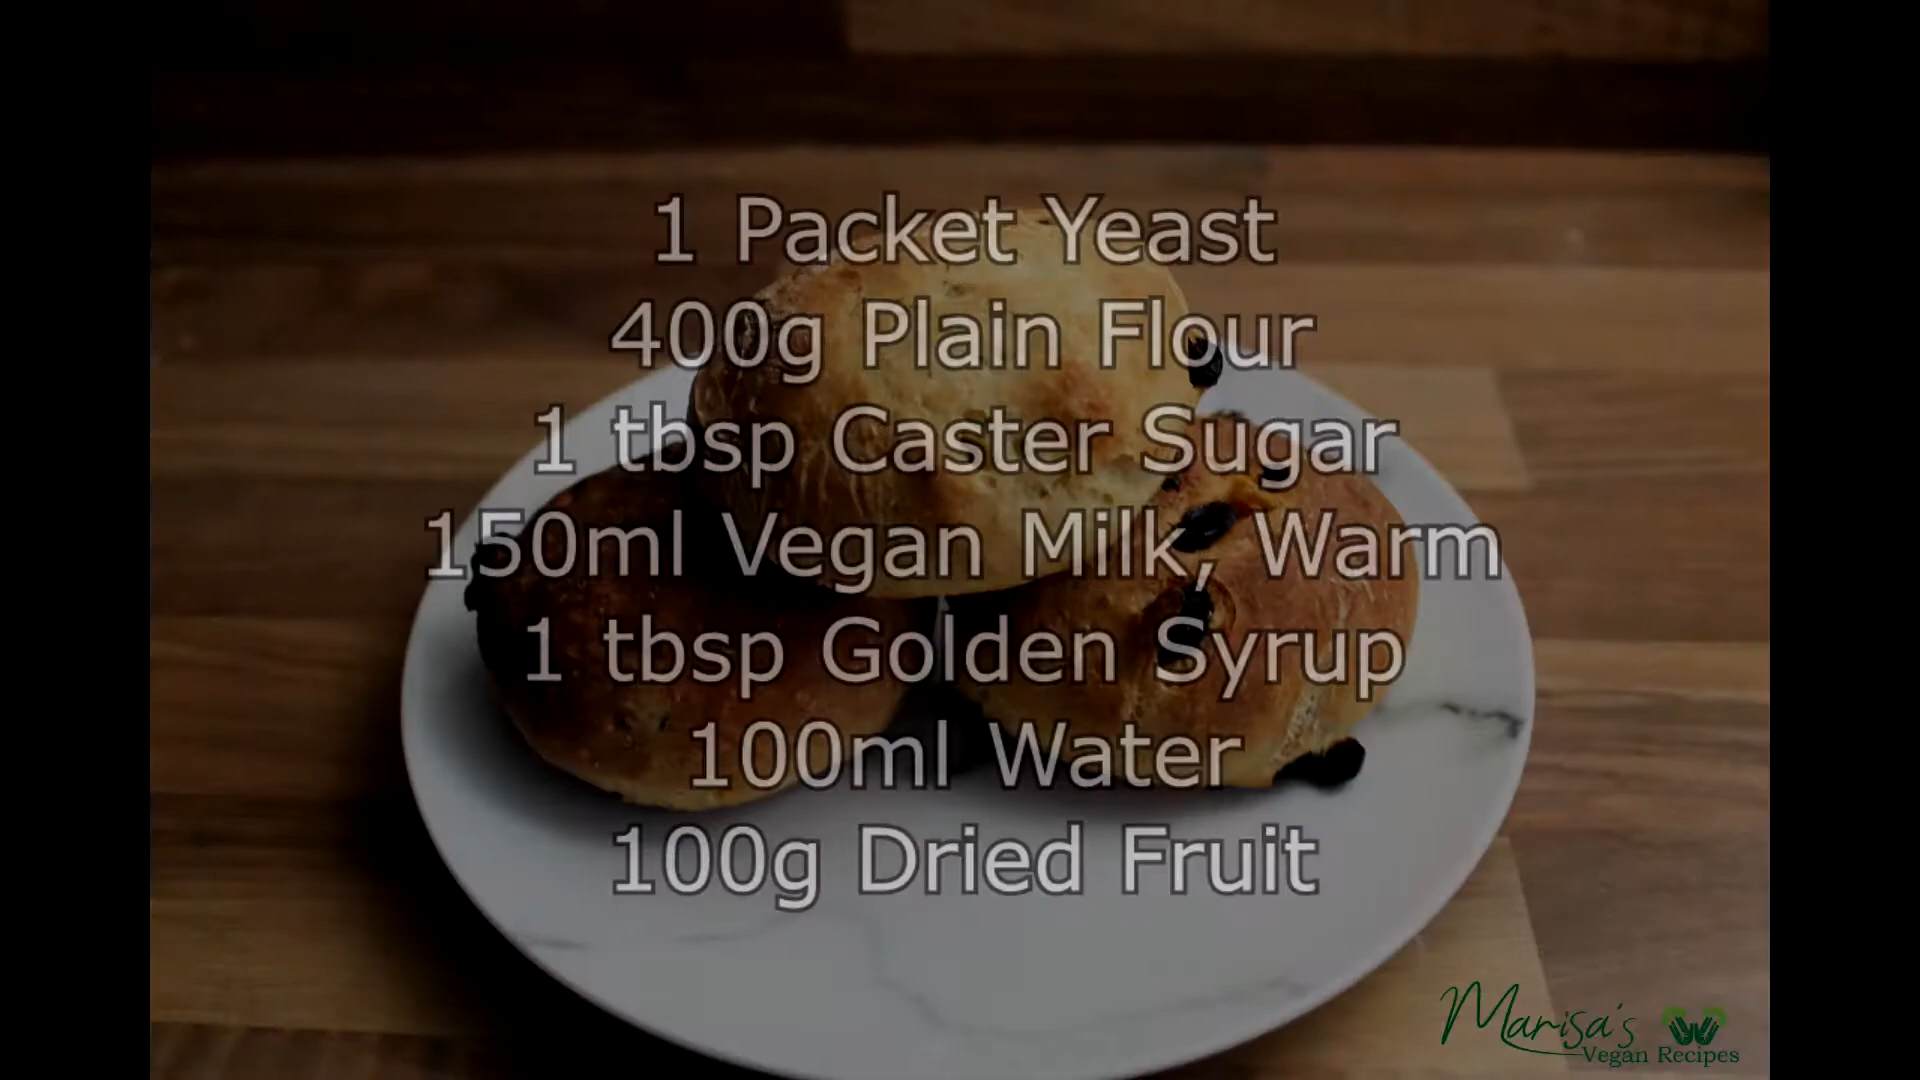 1 Packet Yeast
400g Plain Flour
1 tbsp Caster Sugar
150ml Vegan Milk, Warm
1 tbsp Golden Syrup
100ml Water
100g Dried Fruit
Marisa's
Vegan Recipes